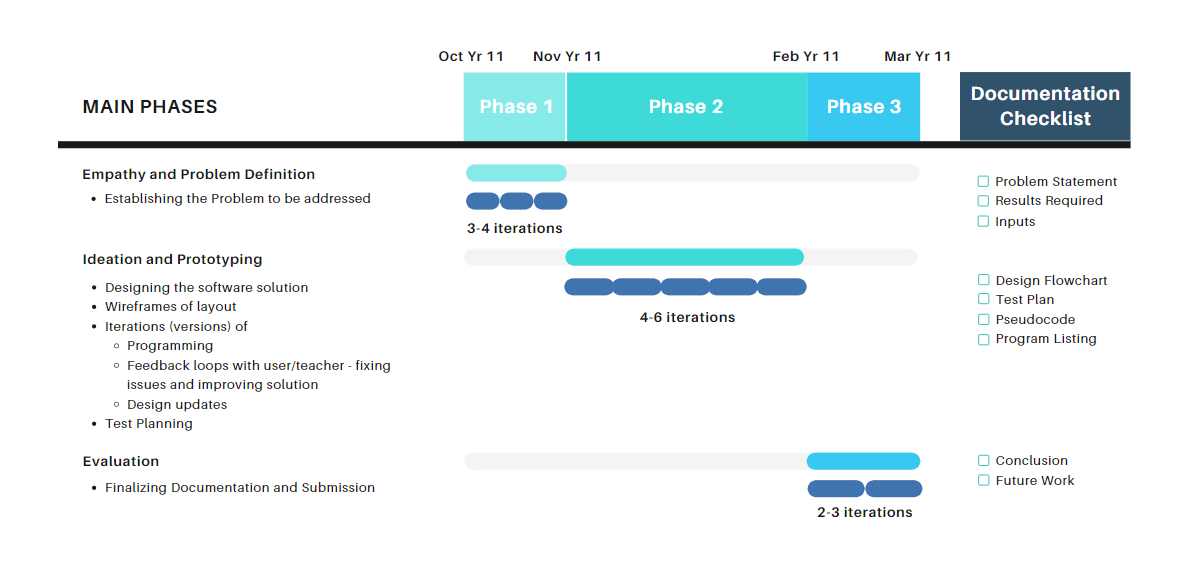 Oct Yr 11 Nov Yr 11 Feb Yr 11 Mar Yr 11
MAIN PHASES Phase 1 Phase 2 Phase 3 Documentation
Checklist
Empathy and Problem Definition
• Establishing the Problem to be addressed
3-4 iterations
Problem Statement
Results Required
Inputs
Ideation and Prototyping
• Designing the software solution
• Wireframes of layout
• Iterations (versions) of
◦ Programming
◦ Feedback loops with user/teacher - fixing
issues and improving solution
◦ Design updates
• Test Planning
4-6 iterations
Design Flowchart
Test Plan
Pseudocode
Program Listing
Evaluation
• Finalizing Documentation and Submission
2-3 iterations
Conclusion
Future Work